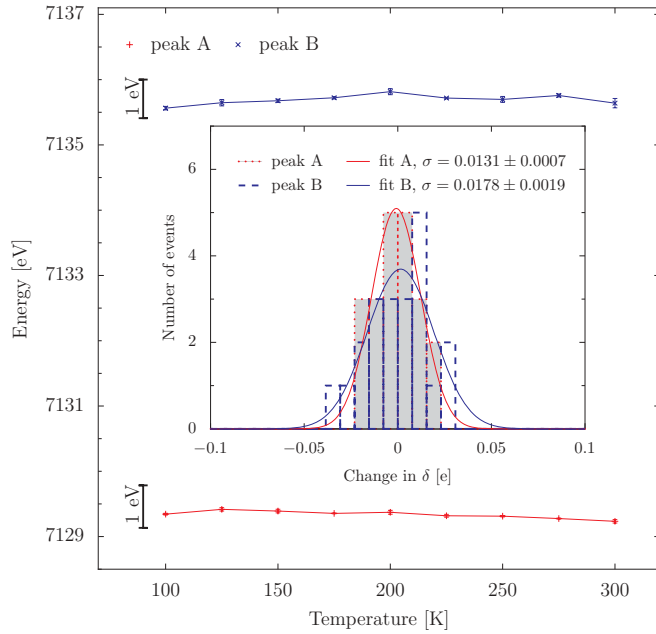 7137
7135
7133
7131
7129
Energy [eV]
+ peak A × peak B
1 eV
peak A fit A, σ = 0.0131 ± 0.0007
peak B fit B, σ = 0.0178 ± 0.0019
6
4
2
0
Number of events
−0.1 −0.05 0 0.05 0.1
Change in δ [e]
1 eV
100 150 200 250 300
Temperature [K]